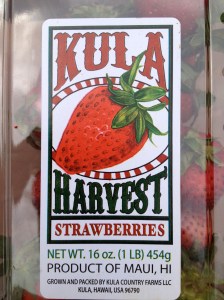 KULA
HARVEST
STRAWBERRIES
NET WT. 16 oz. (1 LB) 454g
PRODUCT OF MAUI, HI
GROWN AND PACKED BY KULA COUNTRY FARMS LLC
KULA, HAWAII, USA 96790